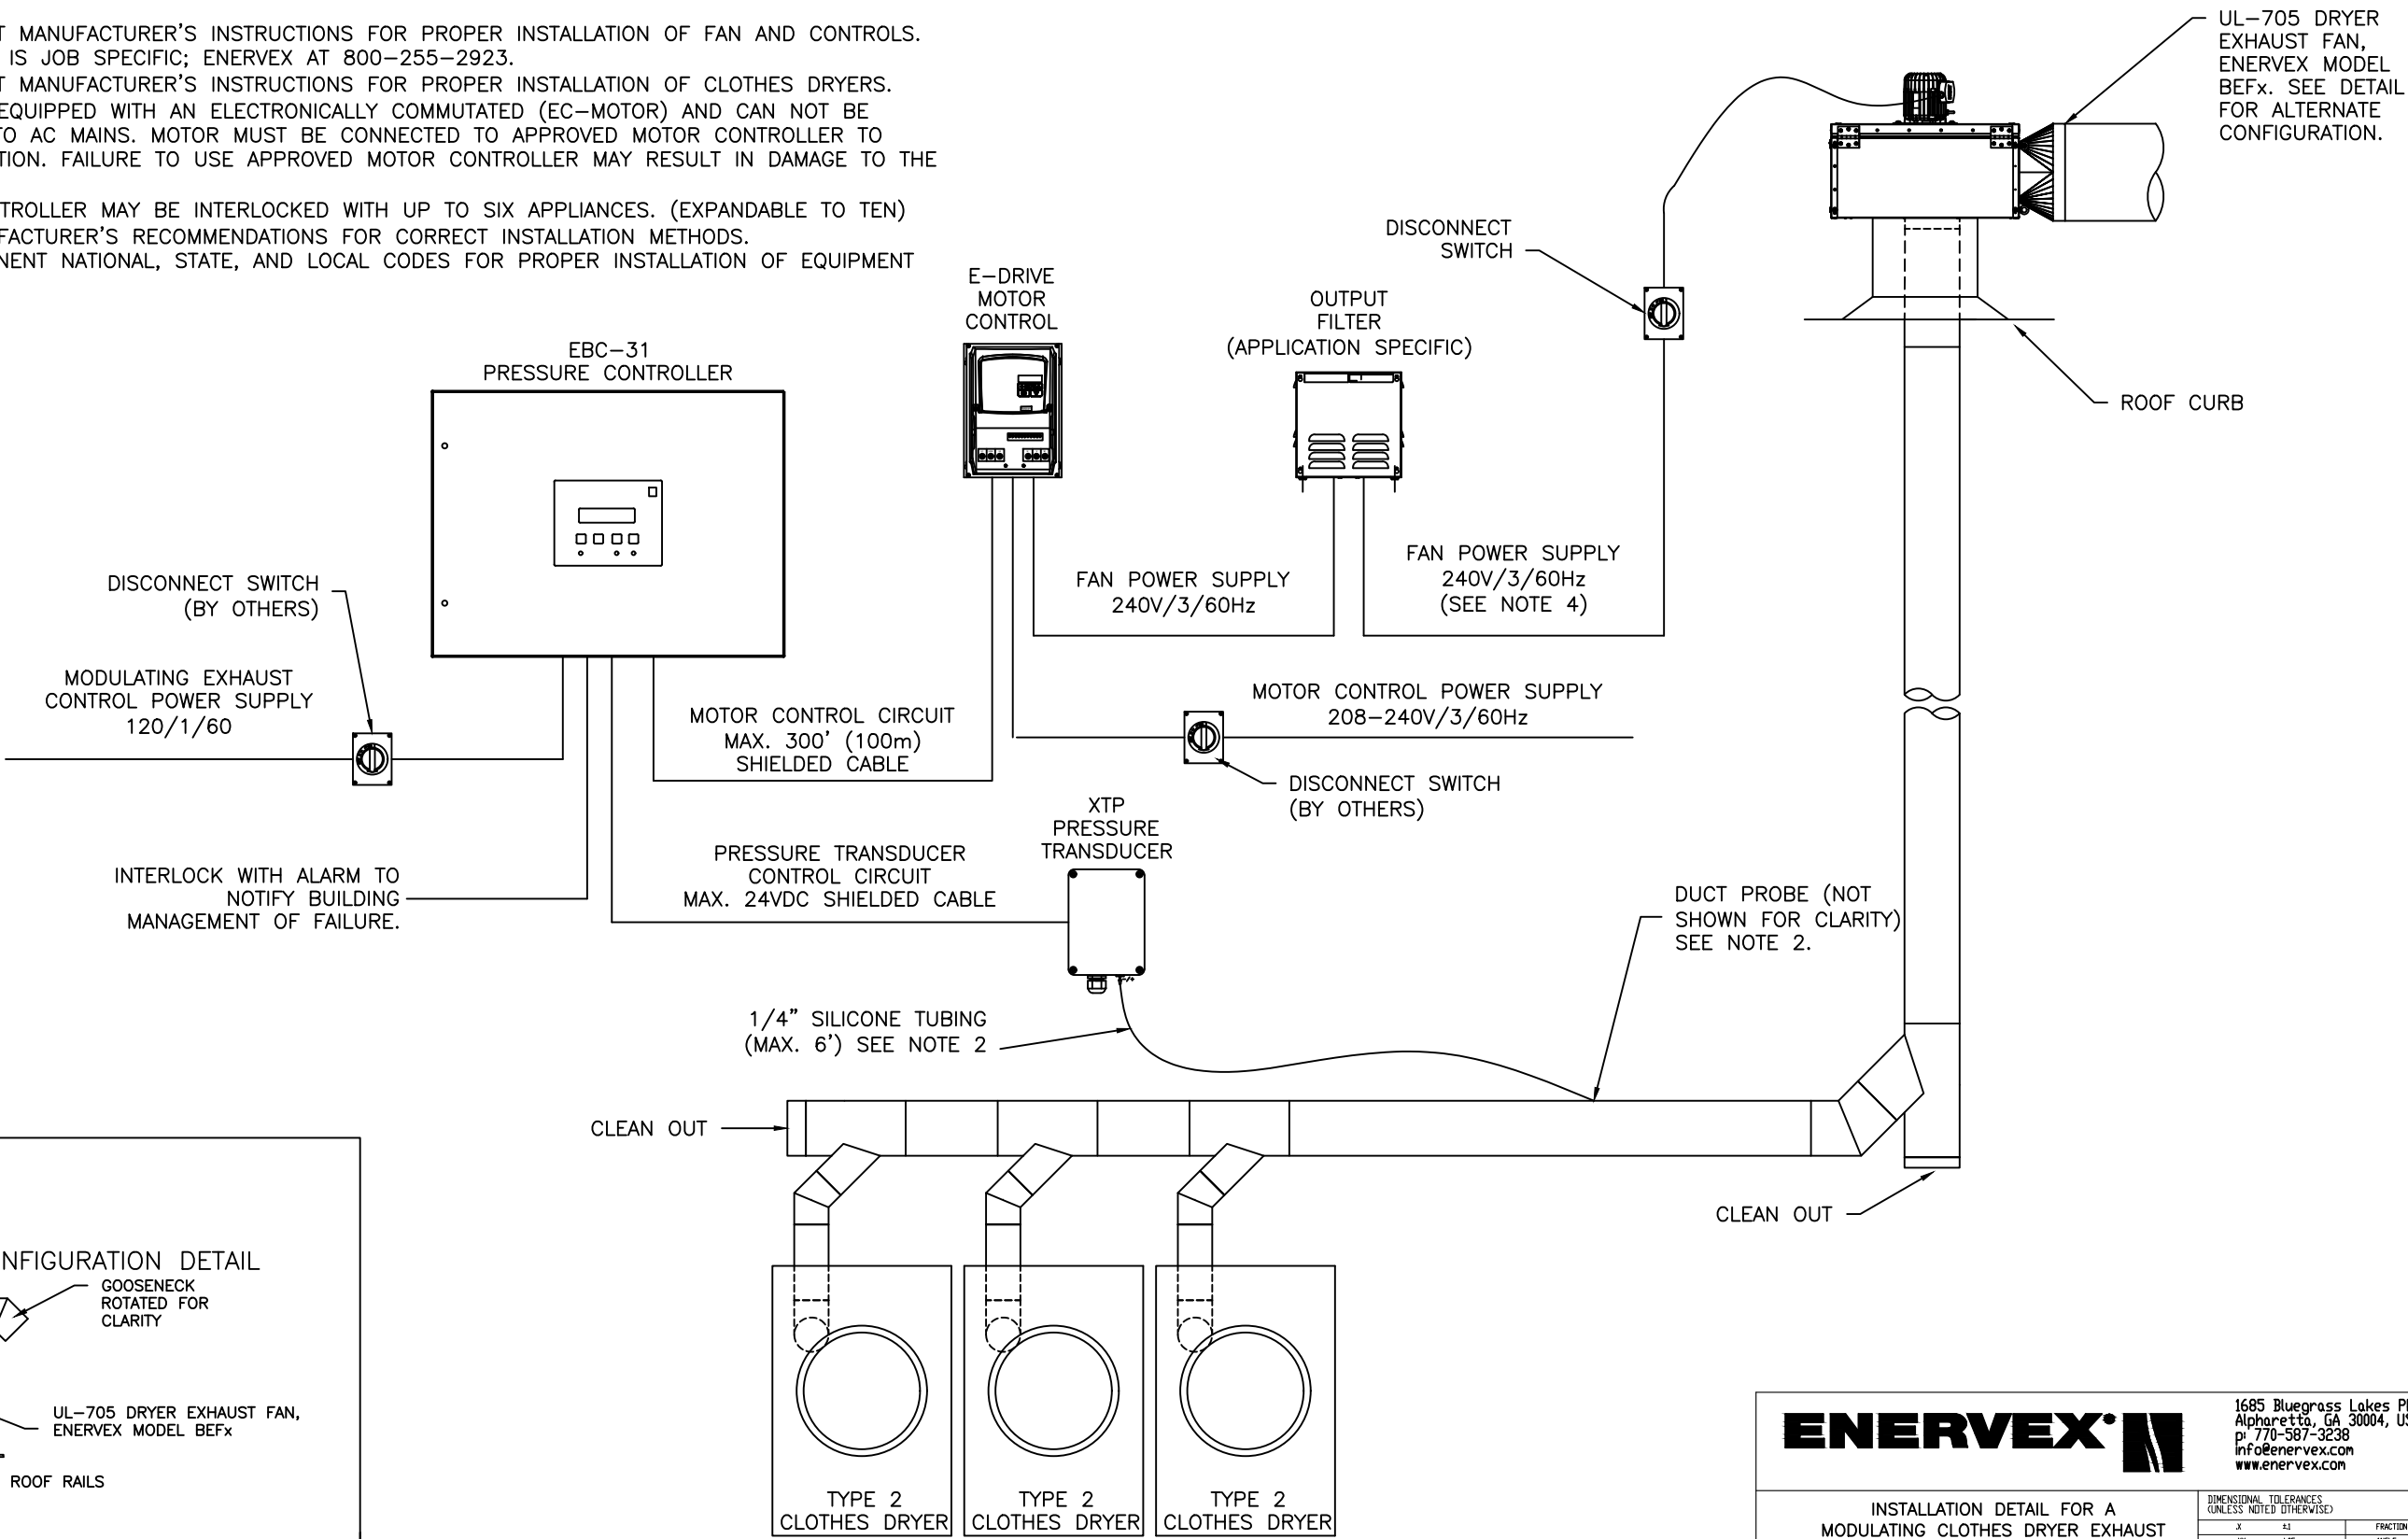 T MANUFACTURER'S INSTRUCTIONS FOR PROPER INSTALLATION OF FAN AND CONTROLS.
IS JOB SPECIFIC; ENERVEX AT 800-255-2923.
T MANUFACTURER'S INSTRUCTIONS FOR PROPER INSTALLATION OF CLOTHES DRYERS.
EQUIPPED WITH AN ELECTRONICALLY COMMUTATED (EC-MOTOR) AND CAN NOT BE
TO AC MAINS. MOTOR MUST BE CONNECTED TO APPROVED MOTOR CONTROLLER TO
TION. FAILURE TO USE APPROVED MOTOR CONTROLLER MAY RESULT IN DAMAGE TO THE
TROLLER MAY BE INTERLOCKED WITH UP TO SIX APPLIANCES. (EXPANDABLE TO TEN)
FACTURER'S RECOMMENDATIONS FOR CORRECT INSTALLATION METHODS.
NENT NATIONAL, STATE, AND LOCAL CODES FOR PROPER INSTALLATION OF EQUIPMENT
UL-705 DRYER
EXHAUST FAN,
ENERVEX MODEL
BEFx. SEE DETAIL
FOR ALTERNATE
CONFIGURATION.
DISCONNECT
SWITCH
E-DRIVE
MOTOR
CONTROL
OUTPUT
FILTER
(APPLICATION SPECIFIC)
EBC-31
PRESSURE CONTROLLER
ROOF CURB
DISCONNECT SWITCH
(BY OTHERS)
FAN POWER SUPPLY
240V/3/60Hz
FAN POWER SUPPLY
240V/3/60Hz
(SEE NOTE 4)
MODULATING EXHAUST
CONTROL POWER SUPPLY
120/1/60
MOTOR CONTROL CIRCUIT
MAX. 300' (100m)
SHIELDED CABLE
MOTOR CONTROL POWER SUPPLY
208-240V/3/60Hz
DISCONNECT SWITCH
(BY OTHERS)
XTP
PRESSURE
TRANSDUCER
INTERLOCK WITH ALARM TO
NOTIFY BUILDING
MANAGEMENT OF FAILURE.
PRESSURE TRANSDUCER
CONTROL CIRCUIT
MAX. 24VDC SHIELDED CABLE
DUCT PROBE (NOT
SHOWN FOR CLARITY)
SEE NOTE 2.
1/4" SILICONE TUBING
(MAX. 6') SEE NOTE 2
CLEAN OUT
CLEAN OUT
NFIGURATION DETAIL
GOOSENECK
ROTATED FOR
CLARITY
UL-705 DRYER EXHAUST FAN,
ENERVEX MODEL BEFx
ROOF RAILS
TYPE 2
CLOTHES DRYER
TYPE 2
CLOTHES DRYER
TYPE 2
CLOTHES DRYER
ENERVEX
1685 Bluegrass Lakes P
Alpharetta, GA 30004, US
p: 770-587-3238
info@enervex.com
www.enervex.com
INSTALLATION DETAIL FOR A
MODULATING CLOTHES DRYER EXHAUST
DIMENSIONAL TOLERANCES
(UNLESS NOTED OTHERWISE)
.X ±.1 FRACTION